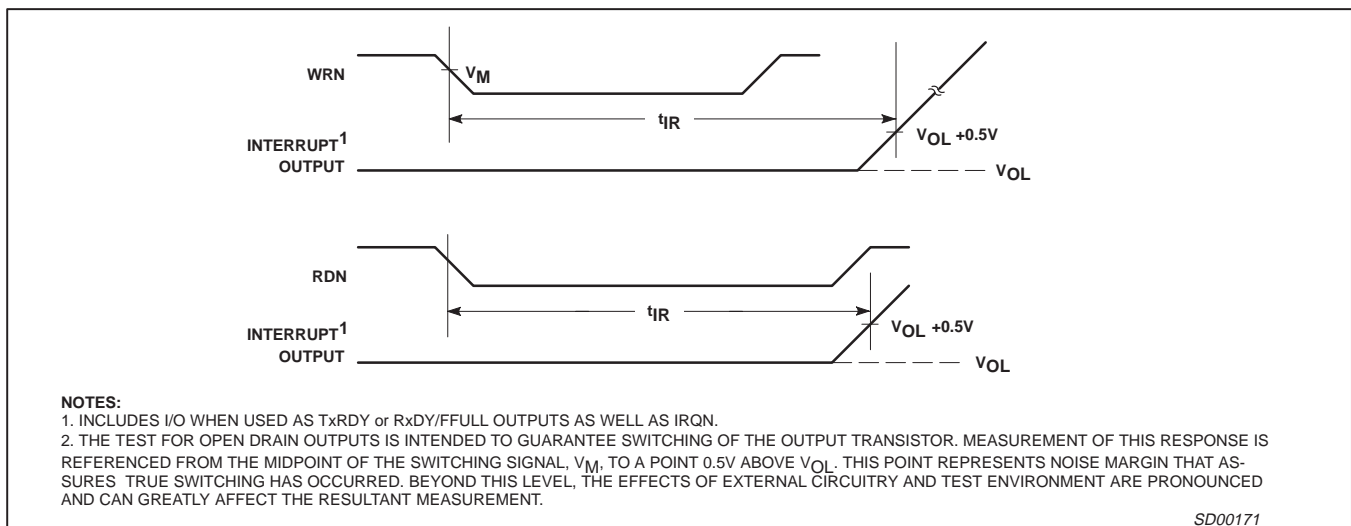 WRN
VM
tIR
INTERRUPT1
OUTPUT
VOL +0.5V
VOL
RDN
tIR
INTERRUPT1
OUTPUT
VOL +0.5V
VOL
NOTES:
1. INCLUDES I/O WHEN USED AS TxRDY or RxDY/FFULL OUTPUTS AS WELL AS IRQN.
2. THE TEST FOR OPEN DRAIN OUTPUTS IS INTENDED TO GUARANTEE SWITCHING OF THE OUTPUT TRANSISTOR. MEASUREMENT OF THIS RESPONSE IS
REFERENCED FROM THE MIDPOINT OF THE SWITCHING SIGNAL, VM, TO A POINT 0.5V ABOVE VOL. THIS POINT REPRESENTS NOISE MARGIN THAT AS-
SURES TRUE SWITCHING HAS OCCURRED. BEYOND THIS LEVEL, THE EFFECTS OF EXTERNAL CIRCUITRY AND TEST ENVIRONMENT ARE PRONOUNCED
AND CAN GREATLY AFFECT THE RESULTANT MEASUREMENT.
SD00171